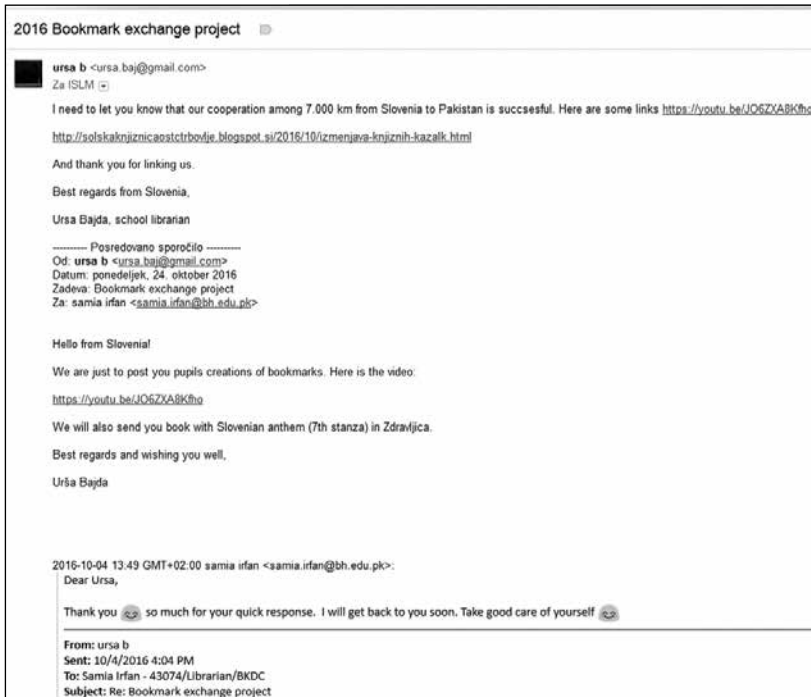 2016 Bookmark exchange project
ursa b <ursa.baj@gmail.com>
Za ISLM
I need to let you know that our cooperation among 7.000 km from Slovenia to Pakistan is succsesful. Here are some links https://youtu.be/JO6ZXA8Kfho
http://solskaknjiznicaostctrbovlje.blogspot.si/2016/10/izmenjava-knjiznih-kazalk.html
And thank you for linking us.
Best regards from Slovenia,
Ursa Bajda, school librarian
---------- Posredovano sporočilo ----------
Od: ursa b <ursa.baj@gmail.com>
Datum: ponedeljek, 24. oktober 2016
Zadeva: Bookmark exchange project
Za: samia irfan <samia.irfan@bh.edu.pk>
Hello from Slovenia!
We are just to post you pupils creations of bookmarks. Here is the video:
https://youtu.be/JO6ZXA8Kfho
We will also send you book with Slovenian anthem (7th stanza) in Zdravljica.
Best regards and wishing you well,
Urša Bajda
2016-10-04 13:49 GMT+02:00 samia irfan <samia.irfan@bh.edu.pk>:
Dear Ursa,
Thank you so much for your quick response. I will get back to you soon. Take good care of yourself
From: ursa b
Sent: 10/4/2016 4:04 PM
To: Samia Irfan - 43074/Librarian/BKDC
Subject: Re: Bookmark exchange project